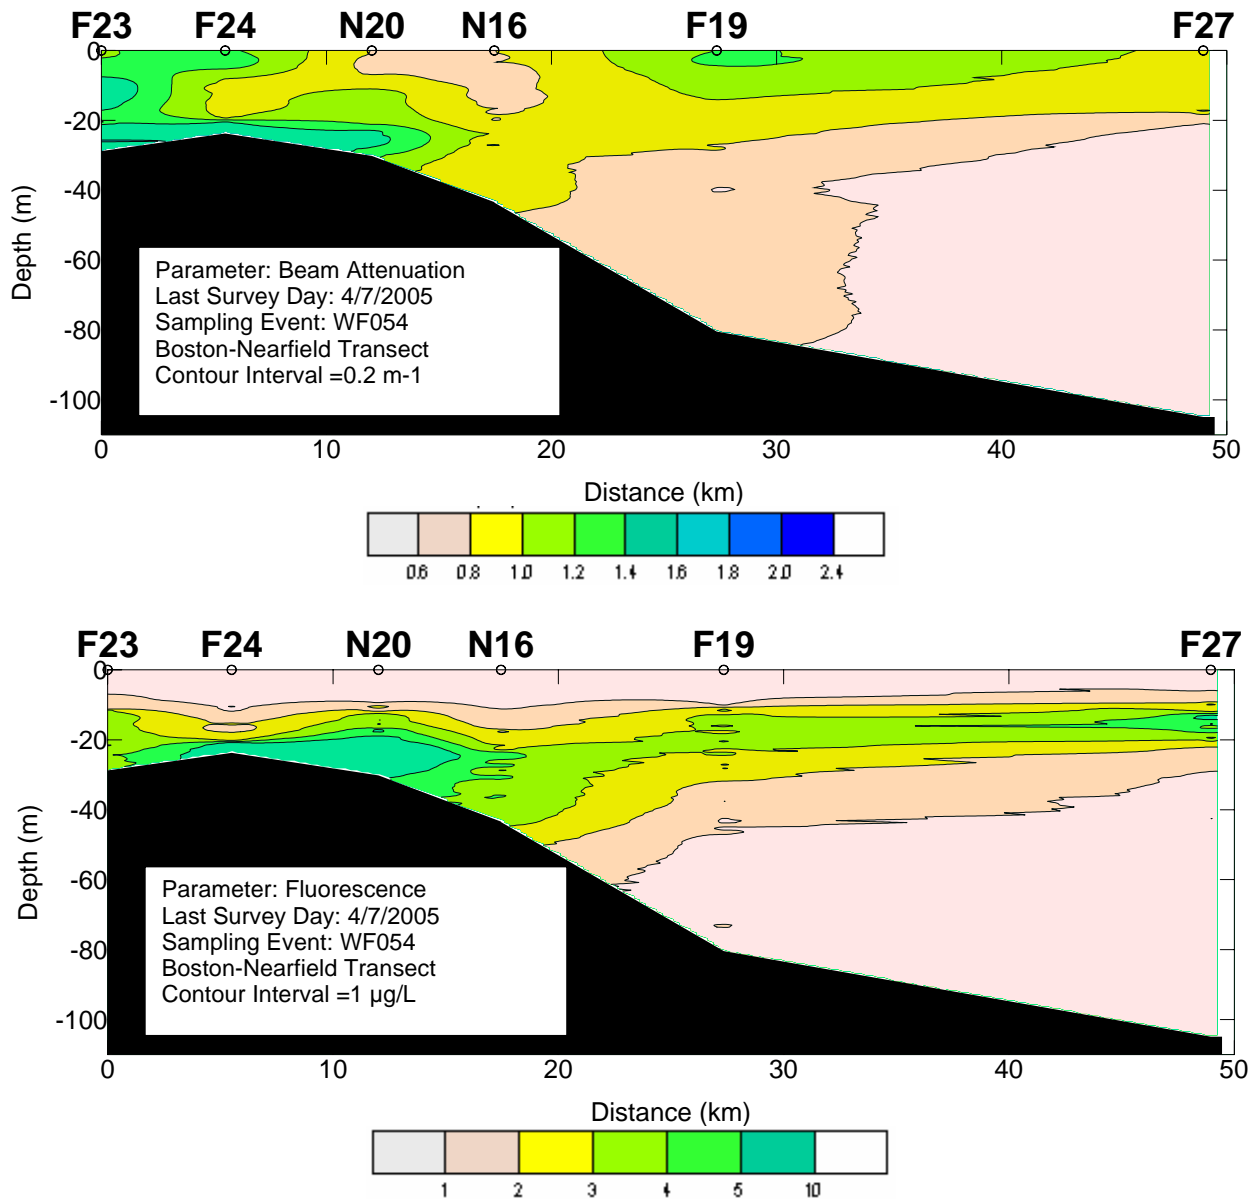 F23 F24 N20 N16 F19 F27
0
-20
-40
-60
-80
-100
Depth (m)
Parameter: Beam Attenuation
Last Survey Day: 4/7/2005
Sampling Event: WF054
Boston-Nearfield Transect
Contour Interval =0.2 m-1
0 10 20 30 40 50
Distance (km)
0.6 0.8 1.0 1.2 1.4 1.6 1.8 2.0 2.4
F23 F24 N20 N16 F19 F27
0
-20
-40
-60
-80
-100
Depth (m)
Parameter: Fluorescence
Last Survey Day: 4/7/2005
Sampling Event: WF054
Boston-Nearfield Transect
Contour Interval =1 µg/L
0 10 20 30 40 50
Distance (km)
1 2 3 4 5 10